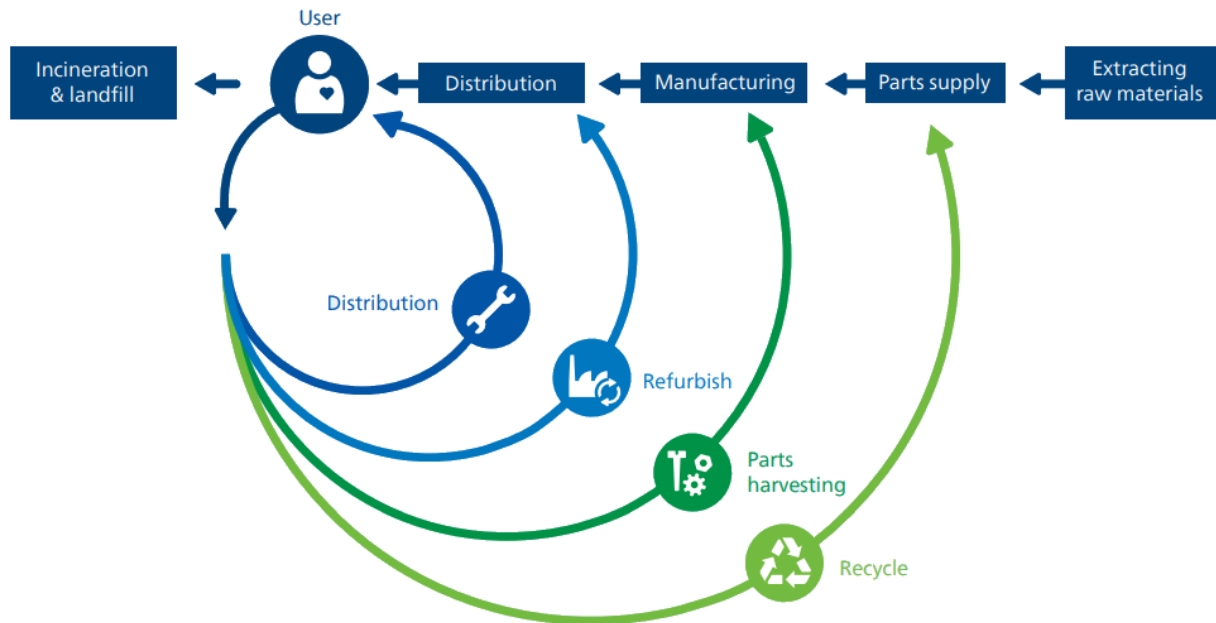 User
Incineration
& landfill
Distribution
Manufacturing
Parts supply
Extracting
raw materials
Distribution
Refurbish
Parts
harvesting
Recycle